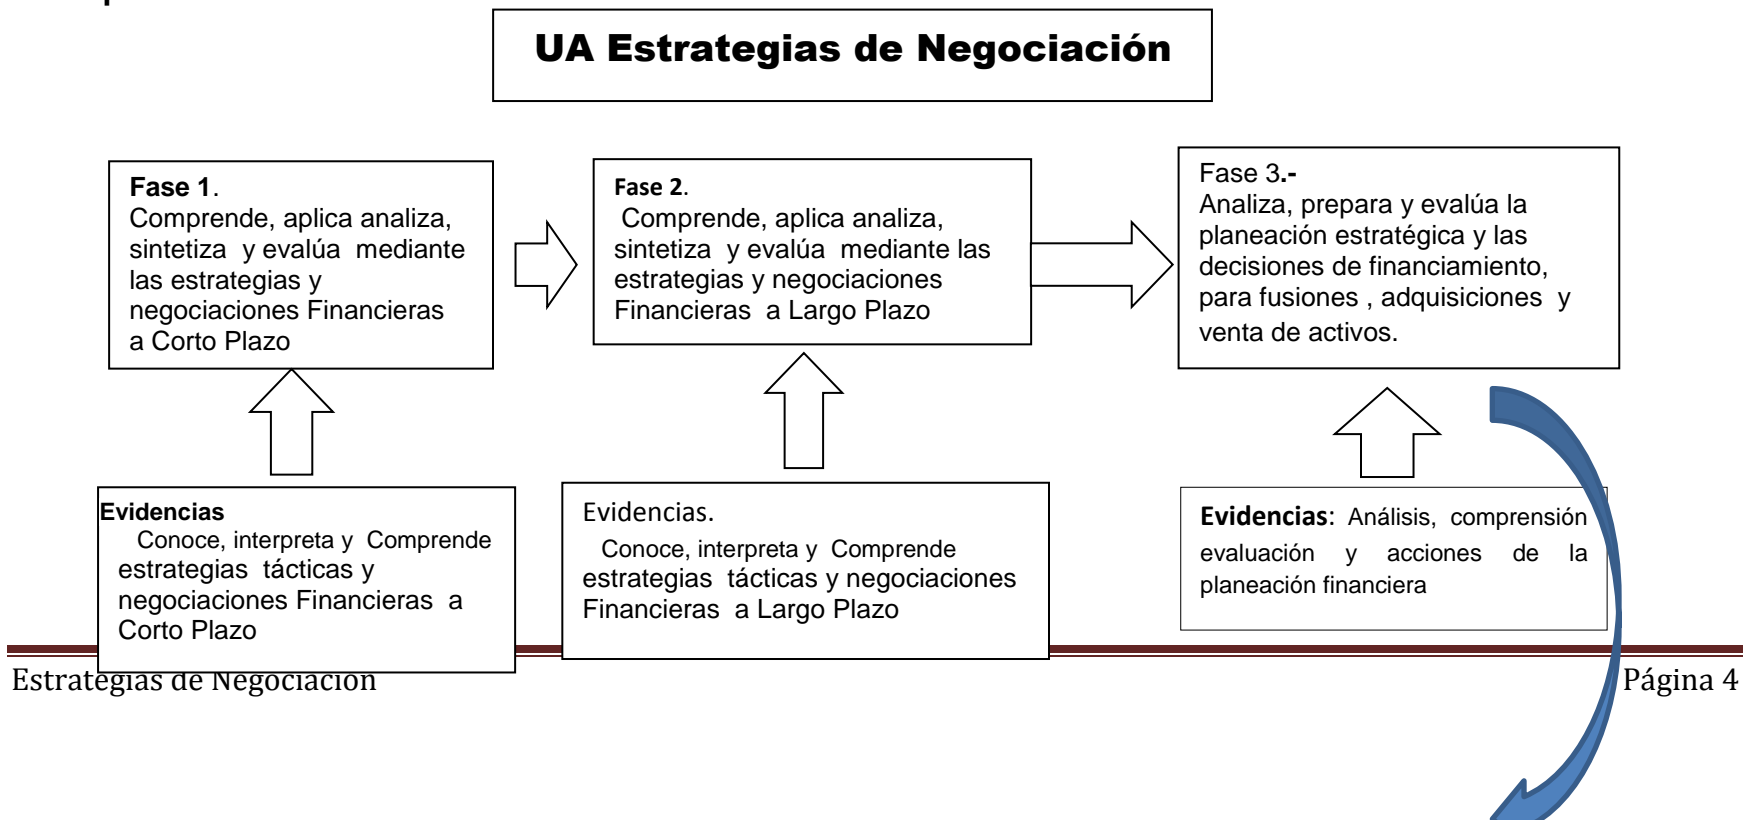 UA Estrategias de Negociación
Fase 1.
Comprende, aplica analiza,
sintetiza y evalúa mediante
las estrategias y
negociaciones Financieras
a Corto Plazo
Fase 2.
Comprende, aplica analiza,
sintetiza y evalúa mediante las
estrategias y negociaciones
Financieras a Largo Plazo
Fase 3.-
Analiza, prepara y evalúa la
planeación estratégica y las
decisiones de financiamiento,
para fusiones , adquisiciones y
venta de activos.
Evidencias
Conoce, interpreta y Comprende
estrategias tácticas y
negociaciones Financieras a
Corto Plazo
Evidencias.
Conoce, interpreta y Comprende
estrategias tácticas y negociaciones
Financieras a Largo Plazo
Evidencias: Análisis, comprensión
evaluación y acciones de la
planeación financiera
Estrategias de Negociación
Página 4